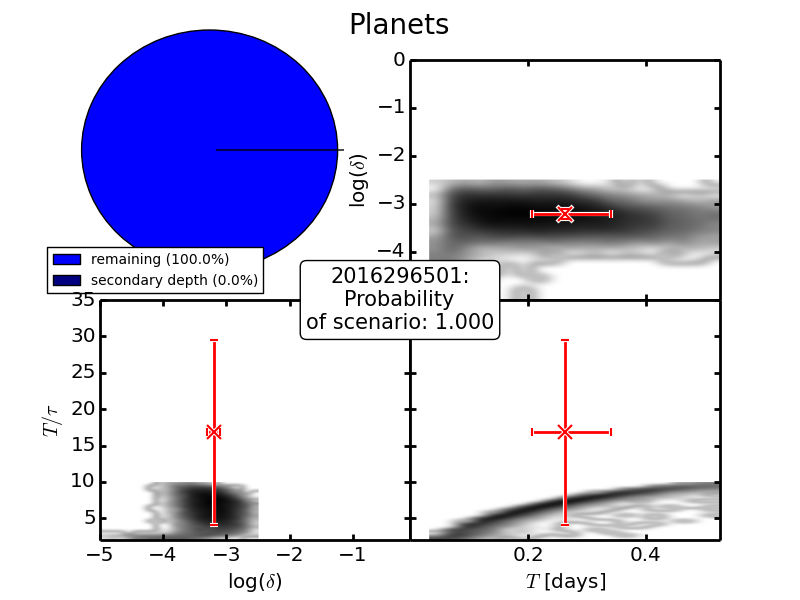 Planets
0
−1
−2
−3
−4
log(δ)
remaining (100.0%)
secondary depth (0.0%)
2016296501:
Probability
of scenario: 1.000
35
30
25
20
15
10
5
T/τ
−5 −4 −3 −2 −1
log(δ)
0.2 0.4
T [days]